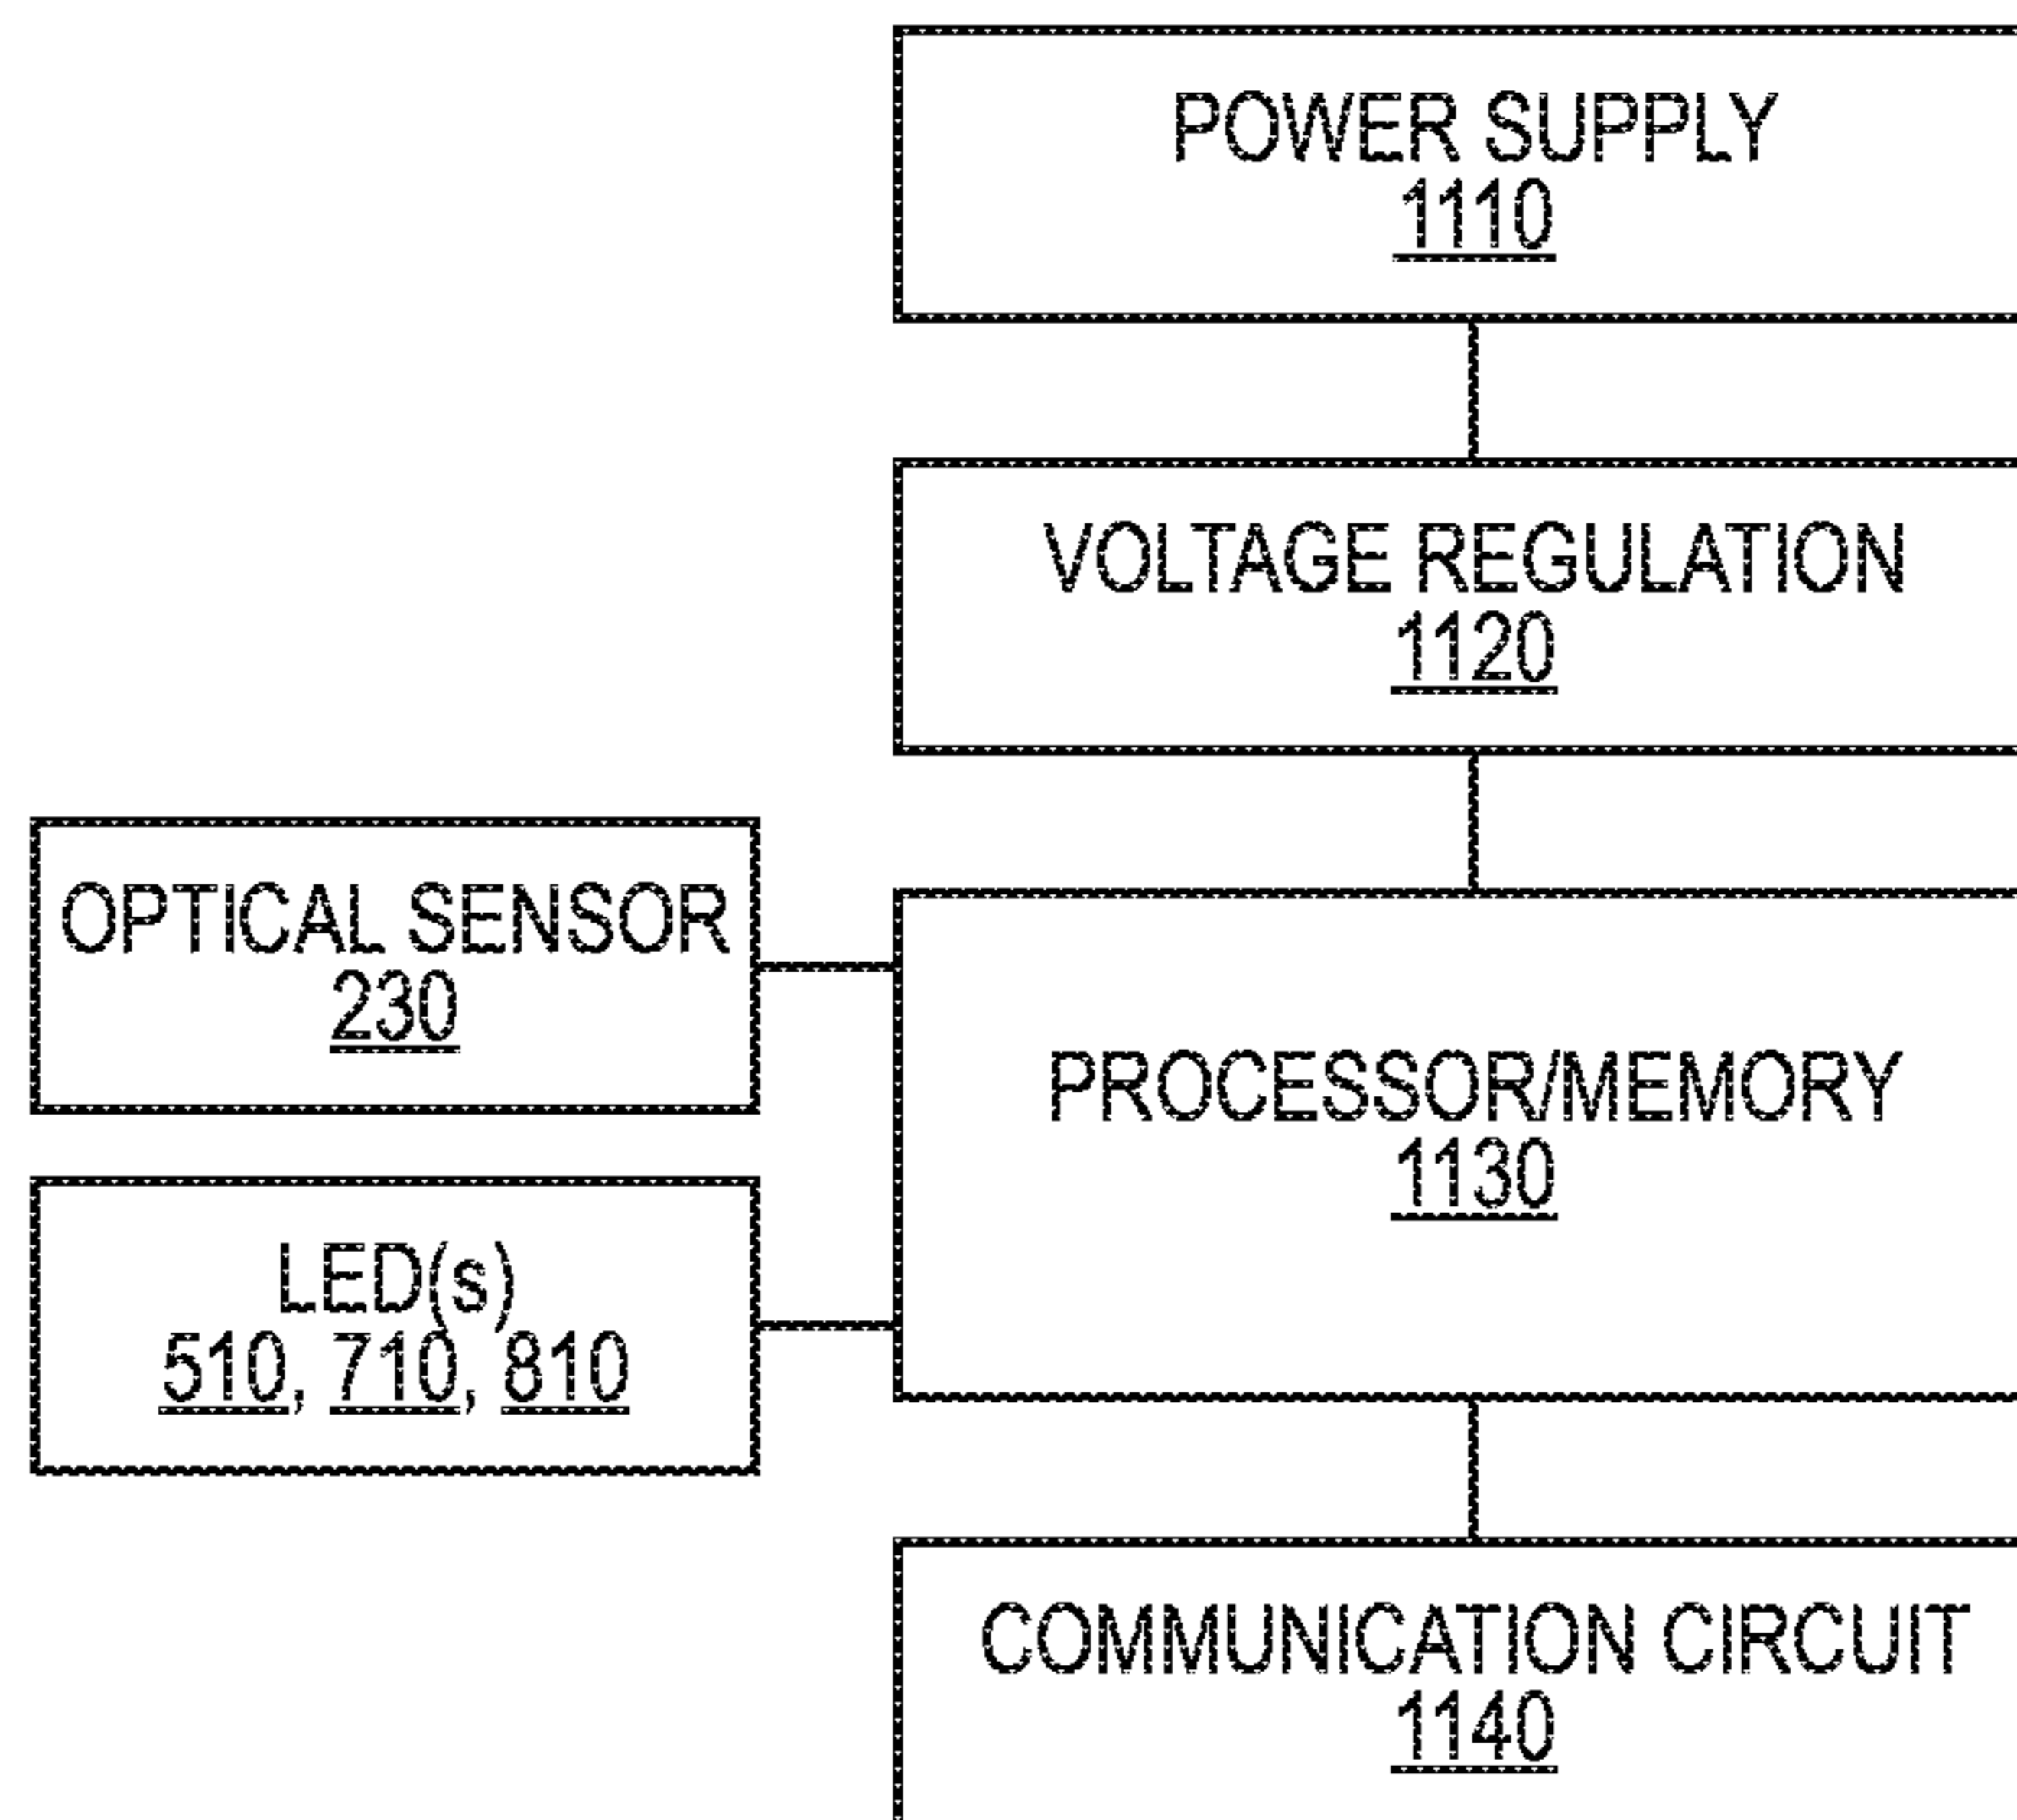 POWER SUPPLY
1110
VOLTAGE REGULATION
1120
OPTICAL SENSOR
230
PROCESSOR/MEMORY
1130
LED(s)
510, 710, 810
COMMUNICATION CIRCUIT
1140